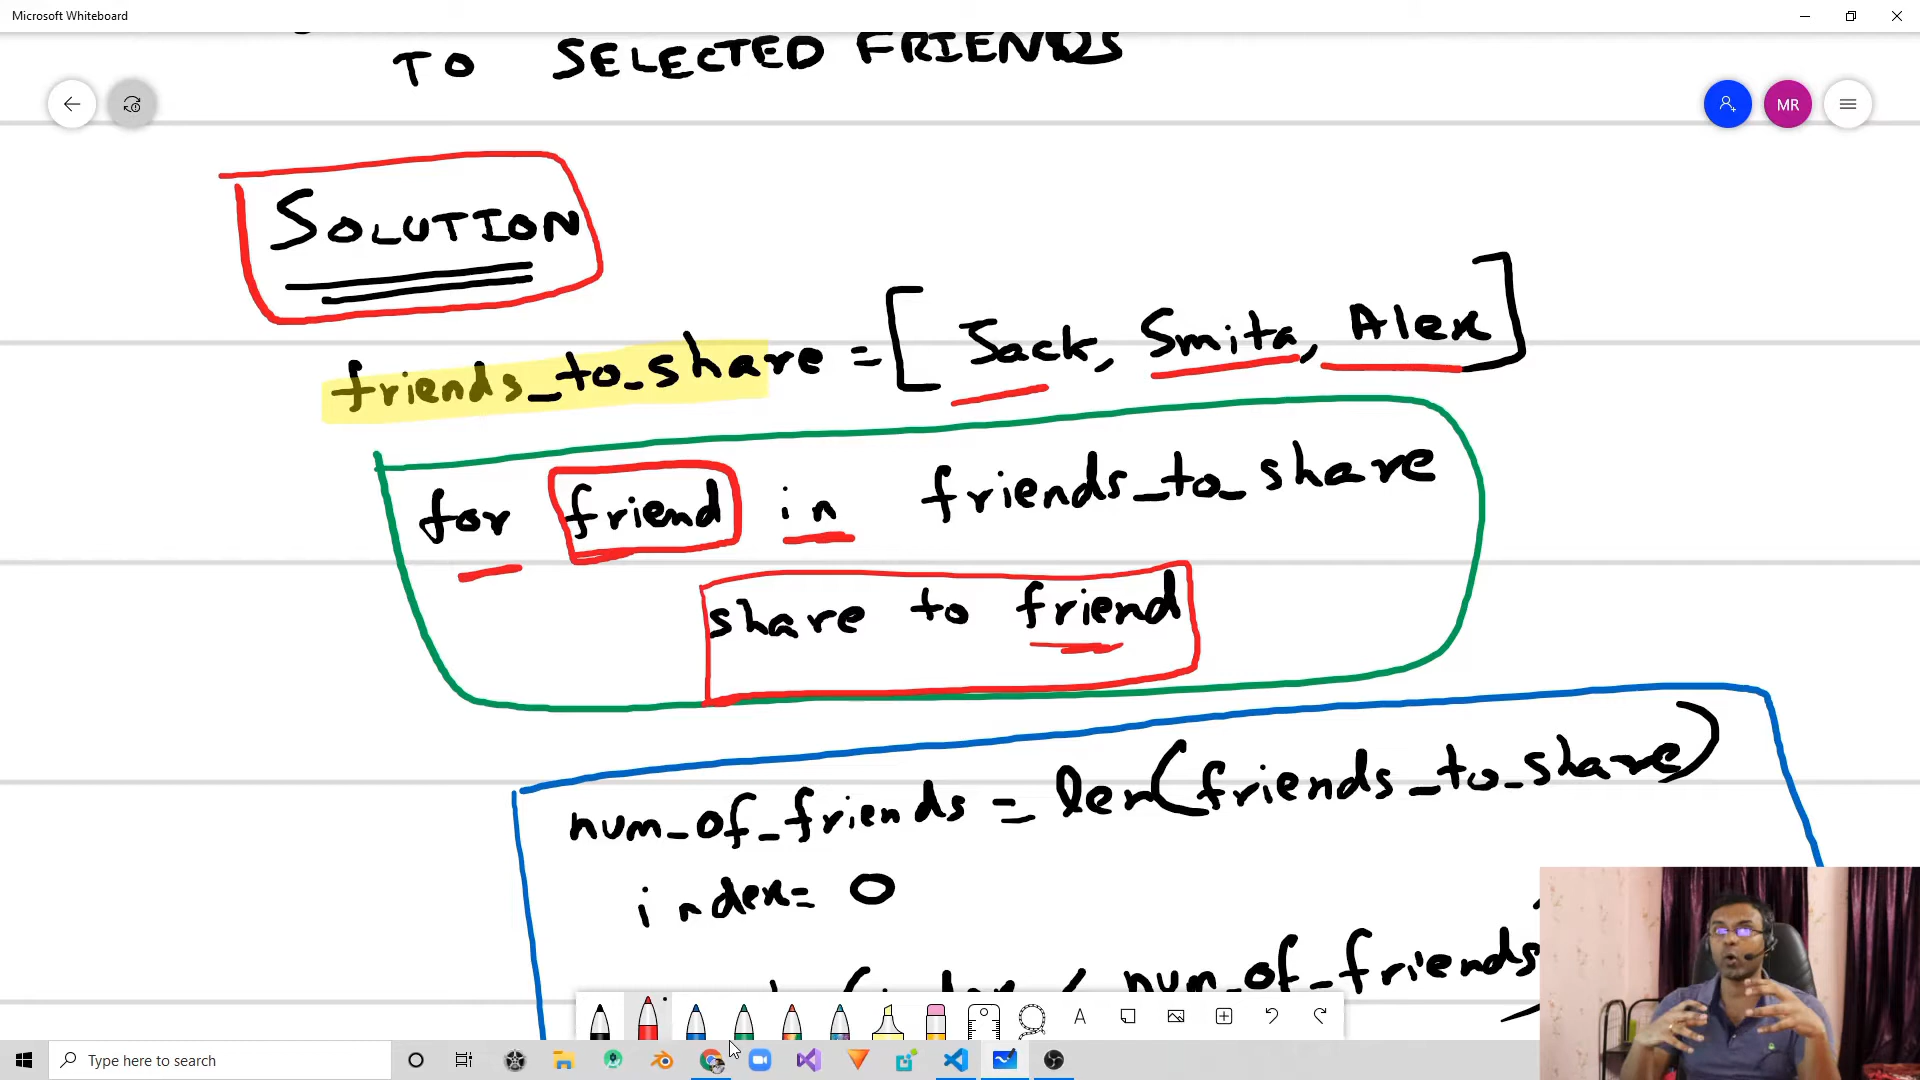 Microsoft Whiteboard
TO SELECTED FRIENDS
MR
SOLUTION
friends_to_share = [Jack, Smita, Alex]
for friend in friends_to_share
share to friend
num_of_friends = len(friends_to_share)
index = 0
index < num_of_friends
A
Type here to search